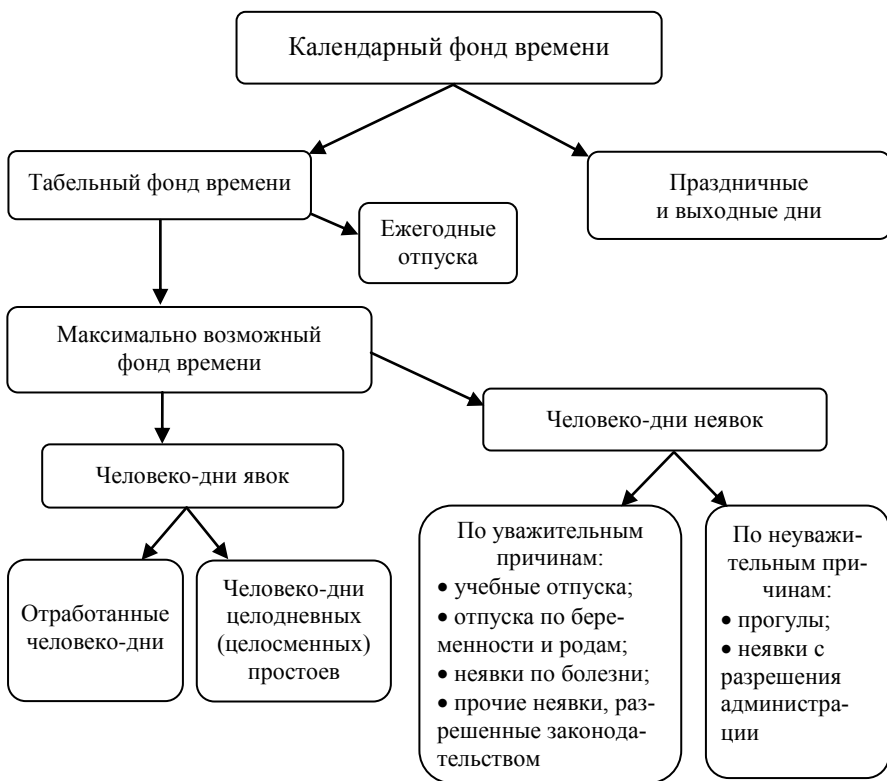 Календарный фонд времени
Табельный фонд времени
Праздничные
и выходные дни
Ежегодные
отпуска
Максимально возможный
фонд времени
Человеко-дни неявок
Человеко-дни явок
Отработанные
человеко-дни
Человеко-дни
целодневных
(целосменных)
простоев
По уважительным
причинам:
• учебные отпуска;
• отпуска по бере-
менности и родам;
• неявки по болезни;
• прочие неявки, раз-
решенные законода-
тельством
По неуважи-
тельным при-
чинам:
• прогулы;
• неявки с
разрешения
администра-
ции